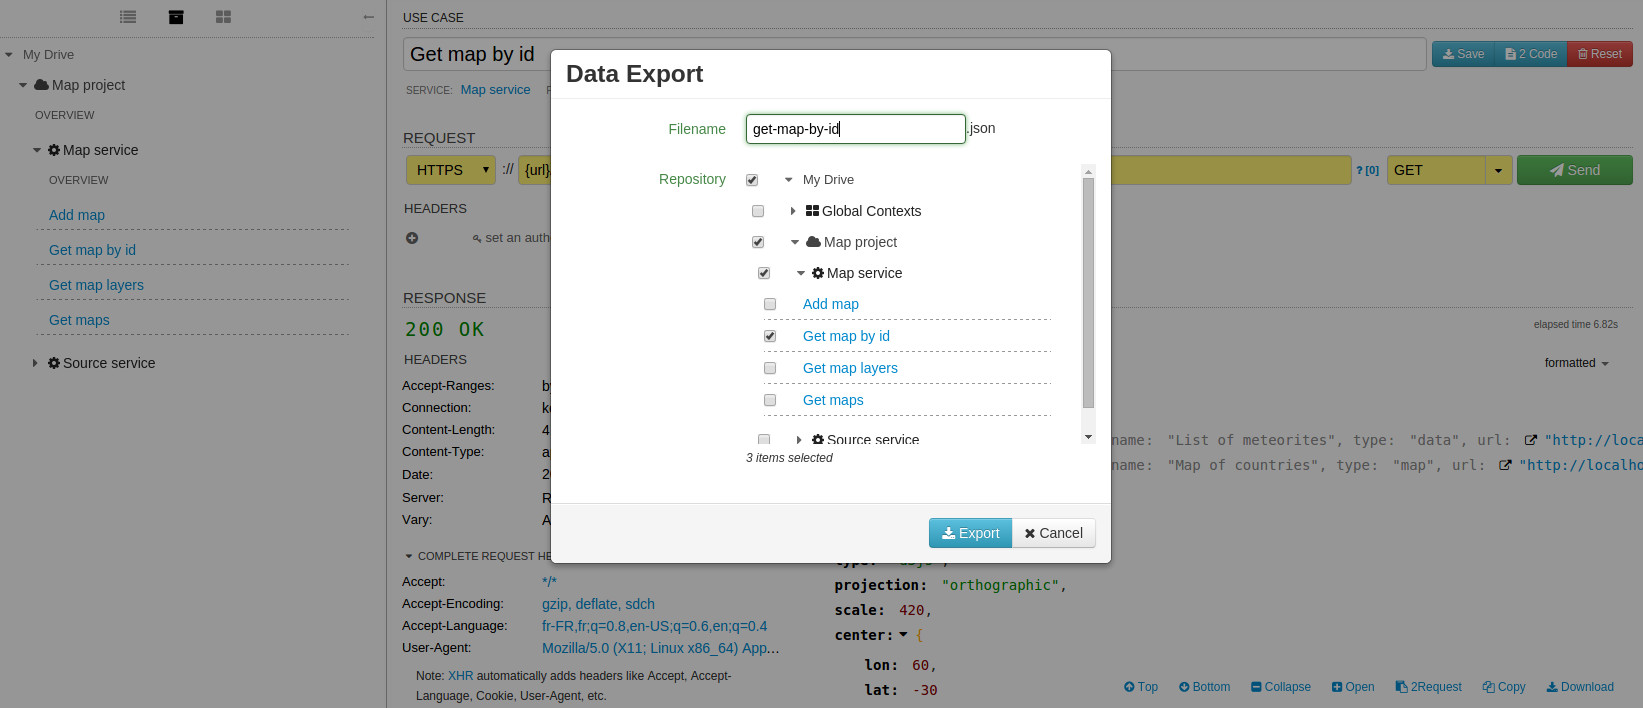 USE CASE
My Drive
Get map by id
Save
2 Code
Reset
Map project
SERVICE: Map service
OVERVIEW
Map service
OVERVIEW
Add map
Get map by id
Get map layers
Get maps
Source service
REQUEST
HTTPS
://
{url}
? [0]
GET
Send
HEADERS
set an auth
RESPONSE
200 OK
elapsed time 6.82s
HEADERS
formatted
Accept-Ranges:
Connection:
Content-Length: 4
Content-Type:
Date: 2
Server: R
Vary: A
name: "List of meteorites", type: "data", url: "http://loca
name: "Map of countries", type: "map", url: "http://localho
COMPLETE REQUEST HE
Accept: */*
Accept-Encoding: gzip, deflate, sdch
Accept-Language: fr-FR,fr;q=0.8,en-US;q=0.6,en;q=0.4
User-Agent: Mozilla/5.0 (X11; Linux x86_64) App...
Note: XHR automatically adds headers like Accept, Accept-
Language, Cookie, User-Agent, etc.
projection: "orthographic",
scale: 420,
center: {
lon: 60,
lat: -30
Top
Bottom
Collapse
Open
2Request
Copy
Download
Data Export
Filename get-map-by-id .json
Repository
My Drive
Global Contexts
Map project
Map service
Add map
Get map by id
Get map layers
Get maps
Source service
3 items selected
Export
Cancel